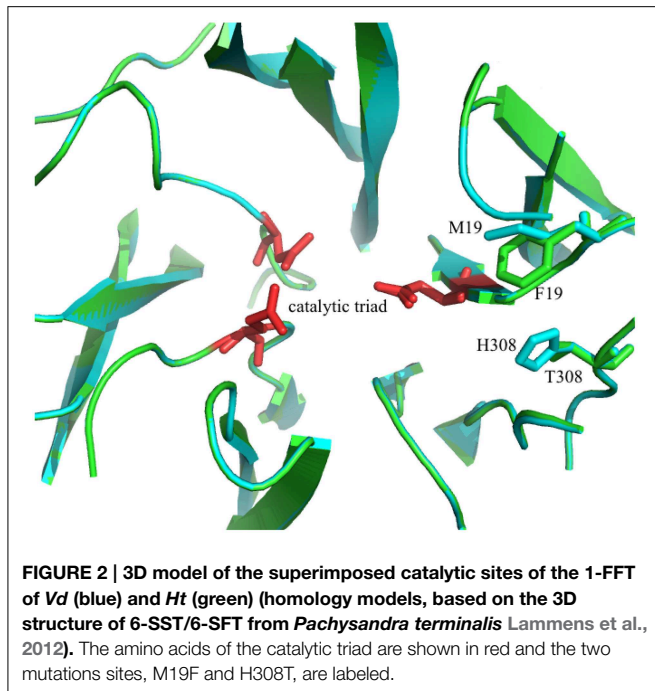 M19
F19
catalytic triad
H308
T308
FIGURE 2 | 3D model of the superimposed catalytic sites of the 1-FFT
of Vd (blue) and Ht (green) (homology models, based on the 3D
structure of 6-SST/6-SFT from Pachysandra terminalis Lammens et al.,
2012). The amino acids of the catalytic triad are shown in red and the two
mutations sites, M19F and H308T, are labeled.